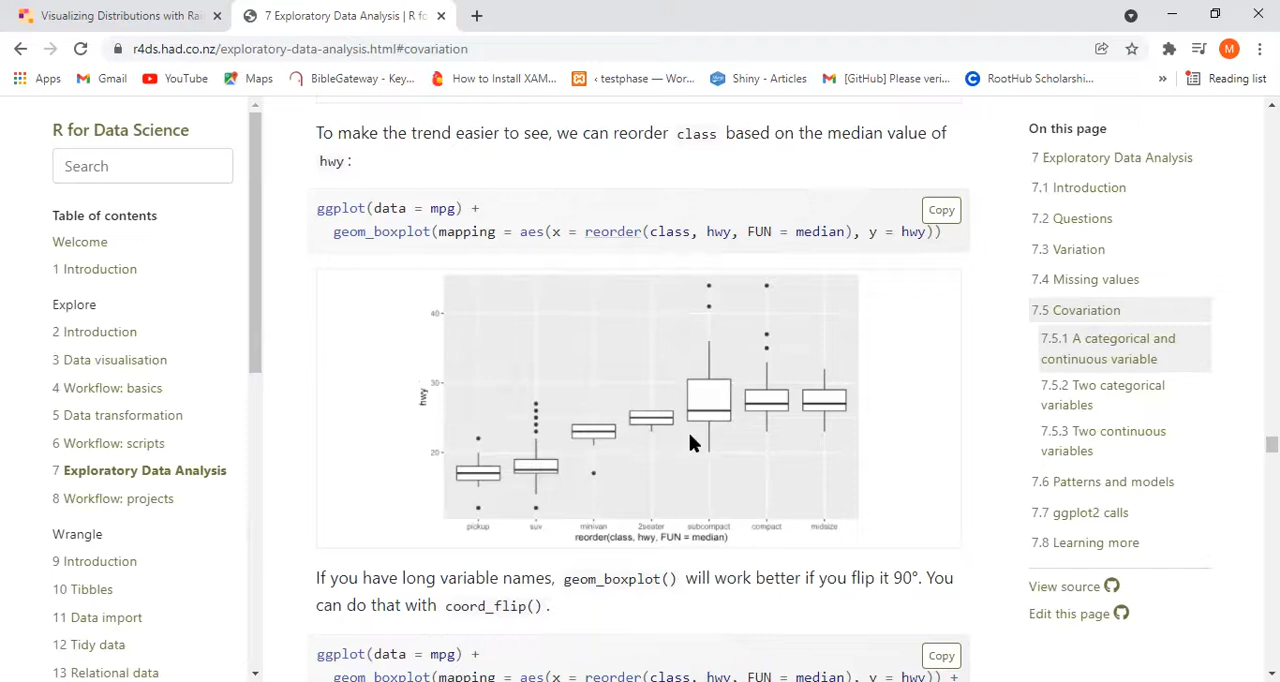 Visualizing Distributions with Ra
7 Exploratory Data Analysis | R fo
r4ds.had.co.nz/exploratory-data-analysis.html#covariation
M
Apps
Gmail
YouTube
Maps
BibleGateway - Key...
How to Install XAM...
‹ testphase — Wor...
Shiny - Articles
[GitHub] Please veri...
RootHub Scholarshi...
»
Reading list
R for Data Science
Search
Table of contents
Welcome
1 Introduction
Explore
2 Introduction
3 Data visualisation
4 Workflow: basics
5 Data transformation
6 Workflow: scripts
7 Exploratory Data Analysis
8 Workflow: projects
Wrangle
9 Introduction
10 Tibbles
11 Data import
12 Tidy data
13 Relational data
To make the trend easier to see, we can reorder class based on the median value of
hwy:
Copy
ggplot(data = mpg) +
geom_boxplot(mapping = aes(x = reorder(class, hwy, FUN = median), y = hwy))
40
30
20
hwy
pickup suv minivan 2seater subcompact compact midsize
reorder(class, hwy, FUN = median)
If you have long variable names, geom_boxplot() will work better if you flip it 90°. You
can do that with coord_flip().
Copy
ggplot(data = mpg) +
geom_boxplot(mapping = aes(x = reorder(class, hwy, FUN = median), y = hwy)) +
On this page
7 Exploratory Data Analysis
7.1 Introduction
7.2 Questions
7.3 Variation
7.4 Missing values
7.5 Covariation
7.5.1 A categorical and
continuous variable
7.5.2 Two categorical
variables
7.5.3 Two continuous
variables
7.6 Patterns and models
7.7 ggplot2 calls
7.8 Learning more
View source
Edit this page